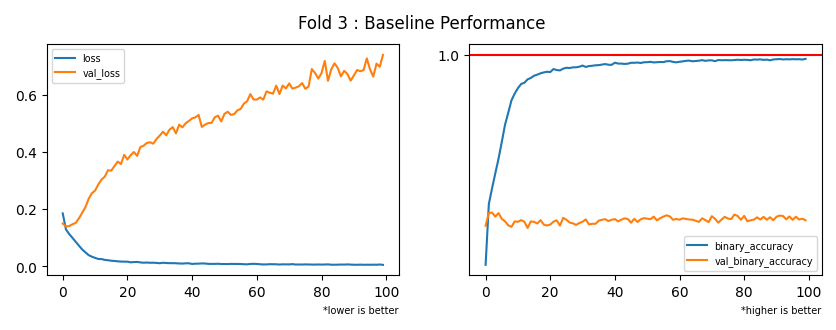 Fold 3 : Baseline Performance
loss
val_loss
0.6
0.4
0.2
0.0
0
20
40
60
80
100
*lower is better
1.0
binary_accuracy
val_binary_accuracy
0
20
40
60
80
100
*higher is better